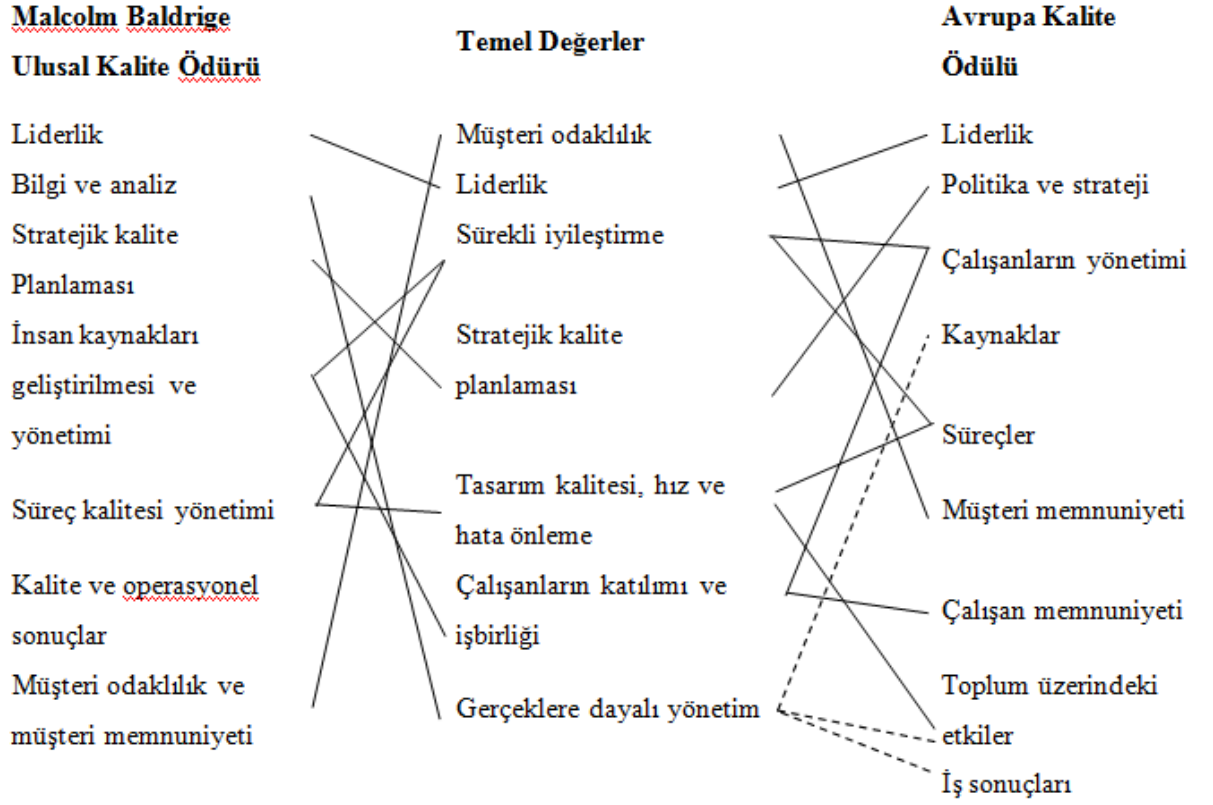 Malcolm Baldrige
Ulusal Kalite Ödürü
Liderlik
Bilgi ve analiz
Stratejik kalite
Planlaması
İnsan kaynakları
geliştirilmesi ve
yönetimi
Süreç kalitesi yönetimi
Kalite ve operasyonel
sonuçlar
Müşteri odaklılık ve
müşteri memnuniyeti
Temel Değerler
Müşteri odaklılık
Liderlik
Sürekli iyileştirme
Stratejik kalite
planlaması
Tasarım kalitesi, hız ve
hata önleme
Çalışanların katılımı ve
işbirliği
Gerçeklere dayalı yönetim
Avrupa Kalite
Ödülü
Liderlik
Politika ve strateji
Çalışanların yönetimi
Kaynaklar
Süreçler
Müşteri memnuniyeti
Çalışan memnuniyeti
Toplum üzerindeki
etkiler
İş sonuçları